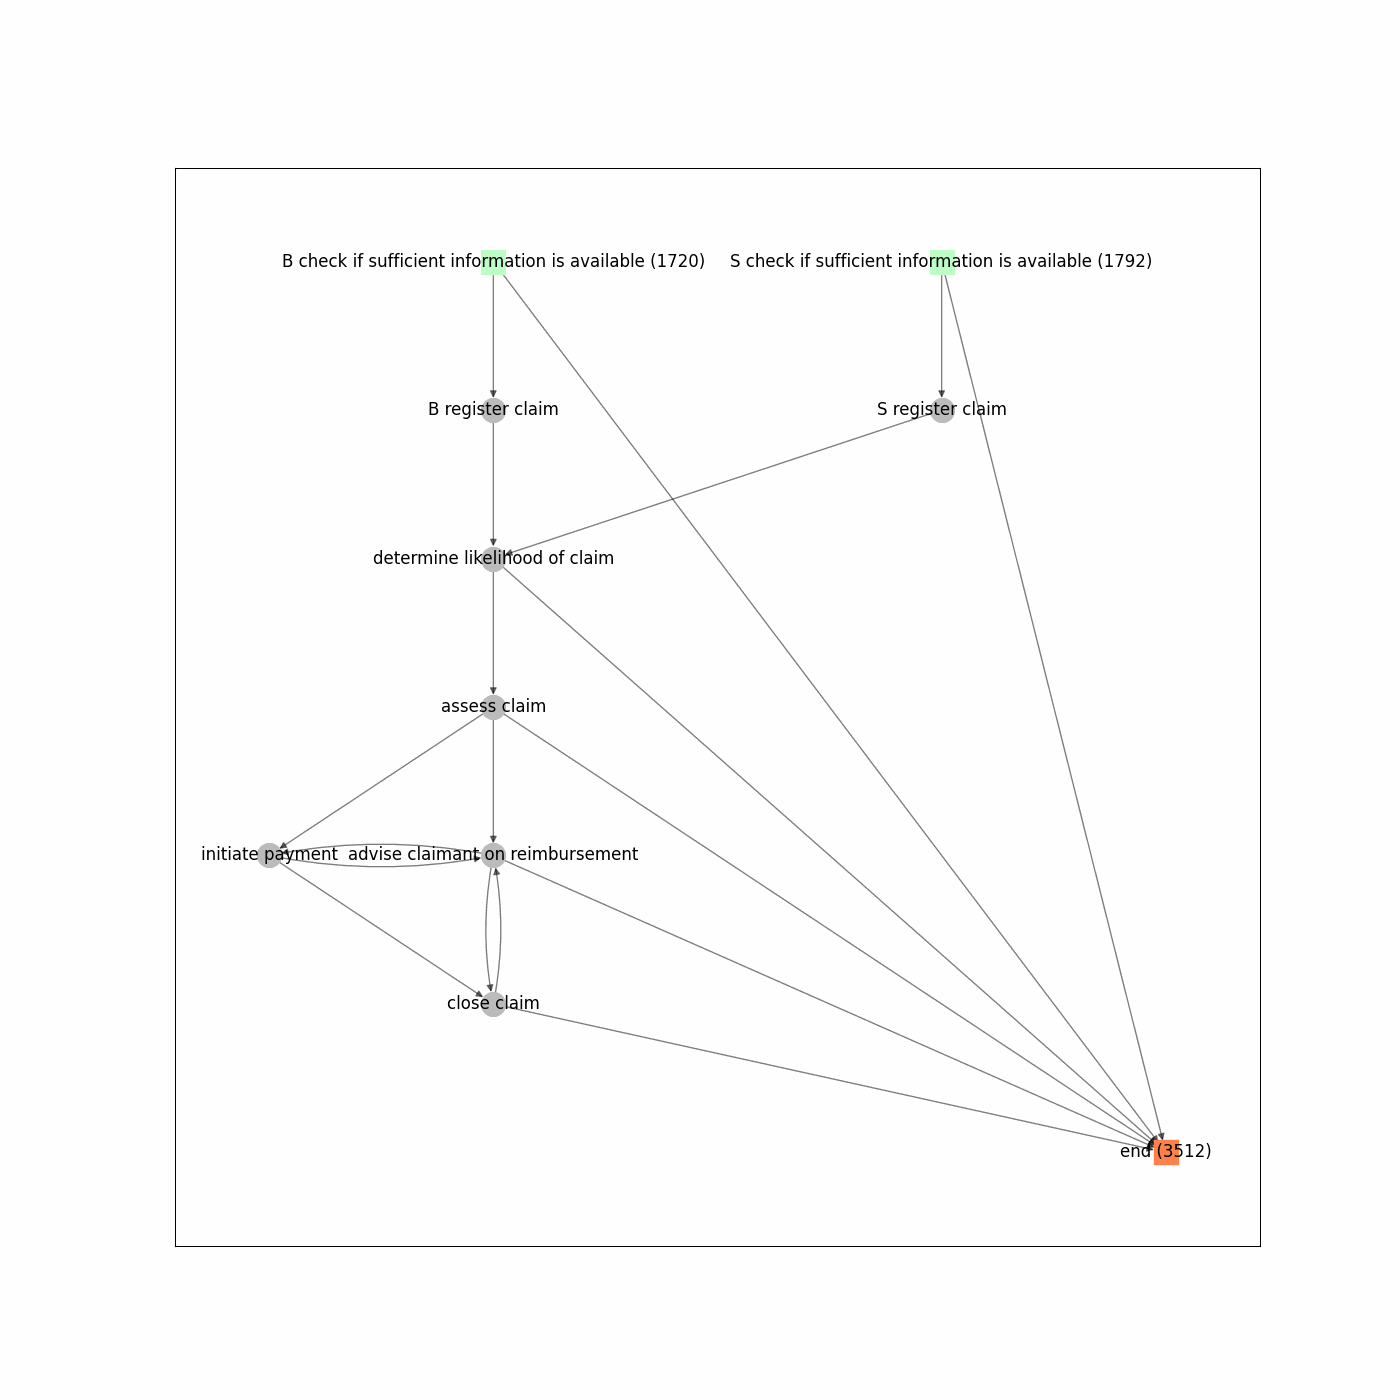 B check if sufficient information is available (1720)
S check if sufficient information is available (1792)
B register claim
S register claim
determine likelihood of claim
assess claim
initiate payment
advise claimant on reimbursement
close claim
end (3512)